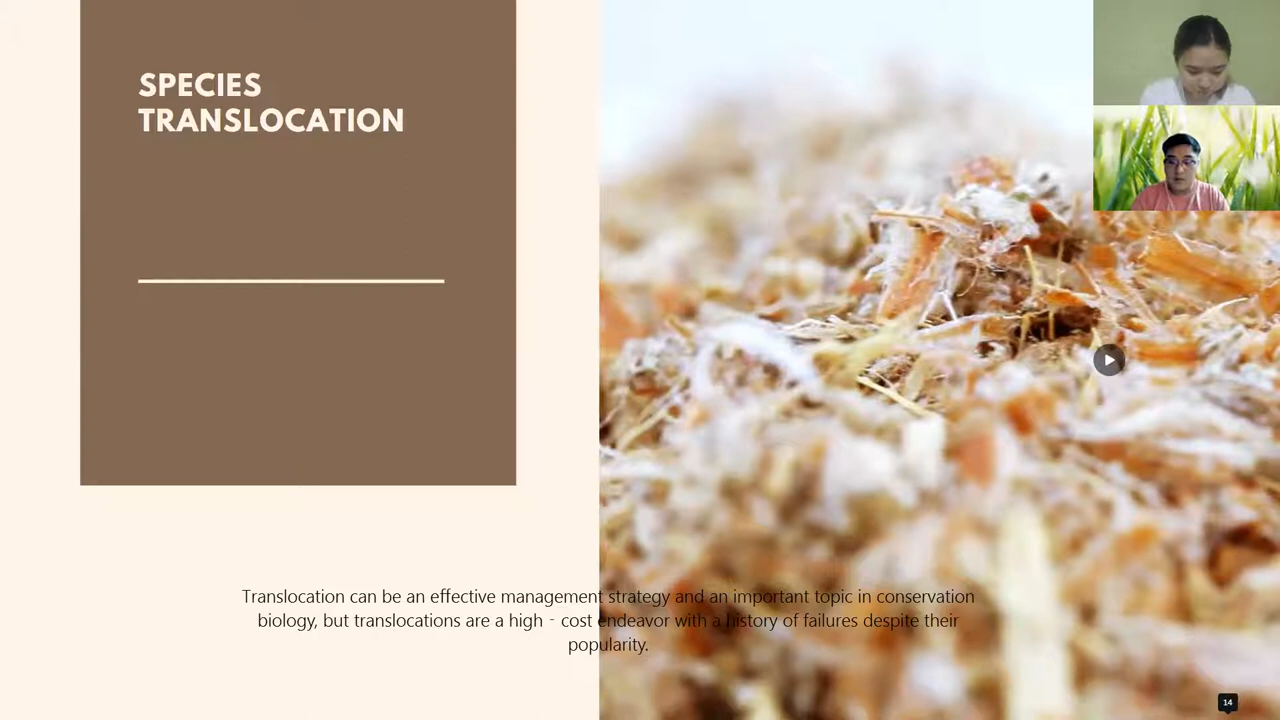 SPECIES
TRANSLOCATION
Translocation can be an effective management strategy and an important topic in conservation
biology, but translocations are a high - cost endeavor with a history of failures despite their
popularity.
14